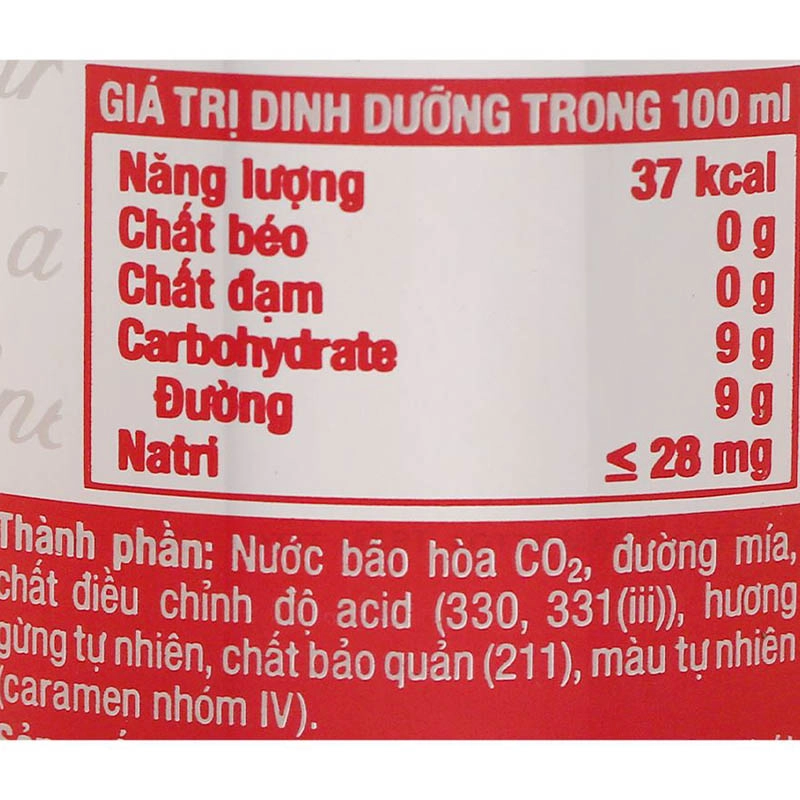 GIÁ TRỊ DINH DƯỠNG TRONG 100 ml
Năng lượng 37 kcal
Chất béo 0 g
Chất đạm 0 g
Carbohydrate 9 g
Đường 9 g
Natri ≤ 28 mg
Thành phần: Nước bão hòa CO₂, đường mía,
chất điều chỉnh độ acid (330, 331(iii)), hương
gừng tự nhiên, chất bảo quản (211), màu tự nhiên
(caramen nhóm IV).